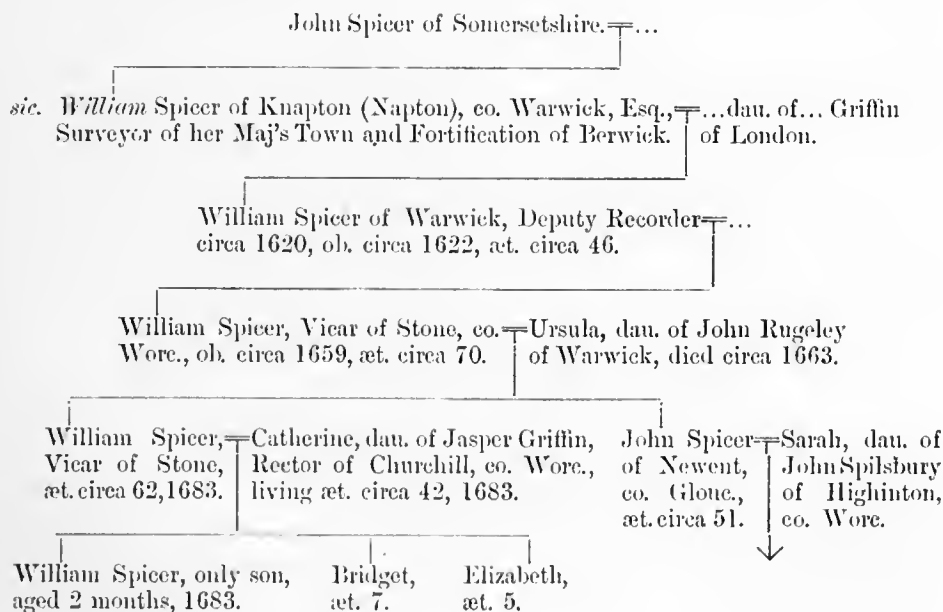 John Spicer of Somersetshire.=...
sic. William Spicer of Knapton (Napton), co. Warwick, Esq.,=...dau. of... Griffin
Surveyor of her Maj's Town and Fortification of Berwick. of London.
William Spicer of Warwick, Deputy Recorder=...
circa 1620, ob. circa 1622, æt. circa 46.
William Spicer, Vicar of Stone, co.=Ursula, dau. of John Rugeley
Worc., ob. circa 1659, æt. circa 70. of Warwick, died circa 1663.
William Spicer,=Catherine, dau. of Jasper Griffin,
Vicar of Stone, Rector of Churchill, co. Worc.,
æt. circa 62, 1683. living æt. circa 42, 1683.
John Spicer=Sarah, dau. of
of Newent, John Spilsbury
co. Glouc., of Highinton,
æt. circa 51. co. Worc.
William Spicer, only son,
aged 2 months, 1683.
Bridget,
æt. 7.
Elizabeth,
æt. 5.